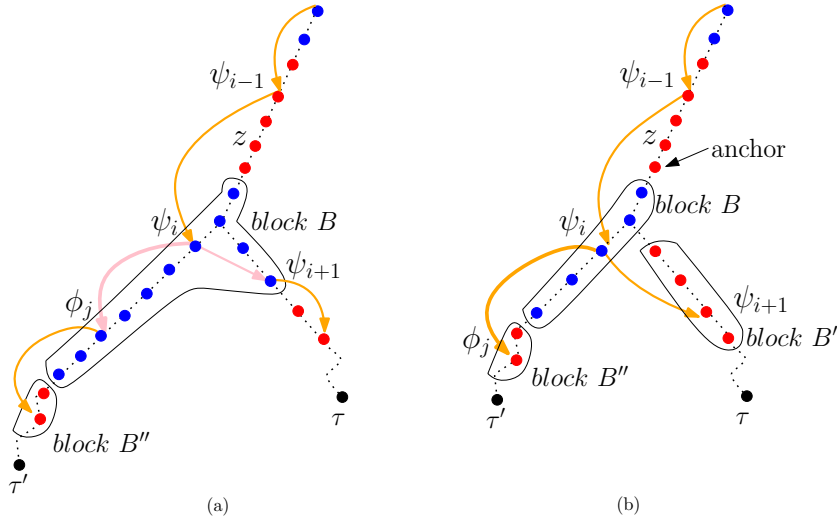 ψ_{i−1}
z
ψ_i
block B
ψ_{i+1}
ϕ_j
block B″
τ
τ′
(a)
ψ_{i−1}
z
anchor
ψ_i
block B
ψ_{i+1}
block B′
ϕ_j
block B″
τ′
τ
(b)